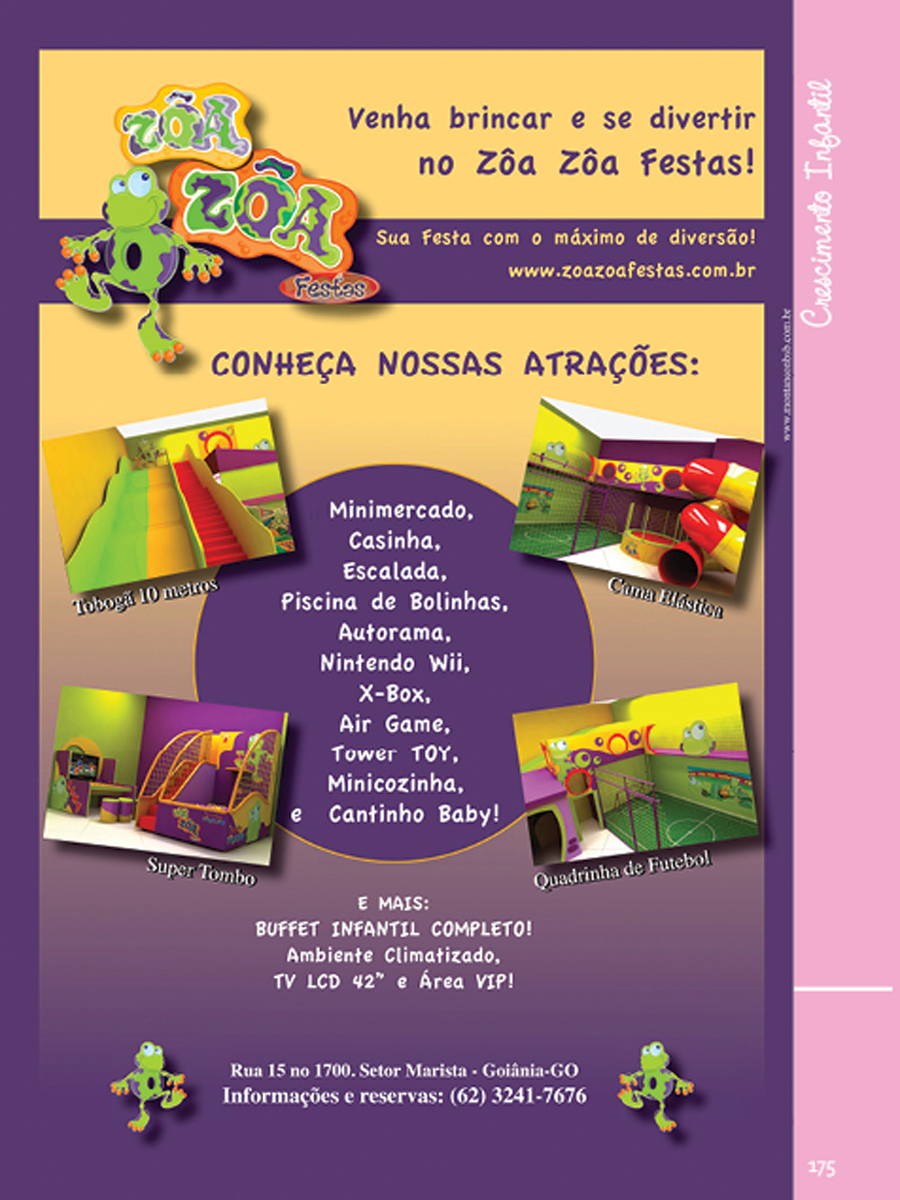 ZÔA
ZÔA
Festas
Venha brincar e se divertir
no Zôa Zôa Festas!
Sua Festa com o máximo de diversão!
www.zoazoafestas.com.br
CONHEÇA NOSSAS ATRAÇÕES:
Tobogã 10 metros
Cama Elástica
Minimercado,
Casinha,
Escalada,
Piscina de Bolinhas,
Autorama,
Nintendo Wii,
X-Box,
Air Game,
Tower TOY,
Minicozinha,
e Cantinho Baby!
Super Tombo
Quadrinha de Futebol
E MAIS:
BUFFET INFANTIL COMPLETO!
Ambiente Climatizado,
TV LCD 42” e Área VIP!
Rua 15 no 1700. Setor Marista - Goiânia-GO
Informações e reservas: (62) 3241-7676
Crescimento Infantil
175